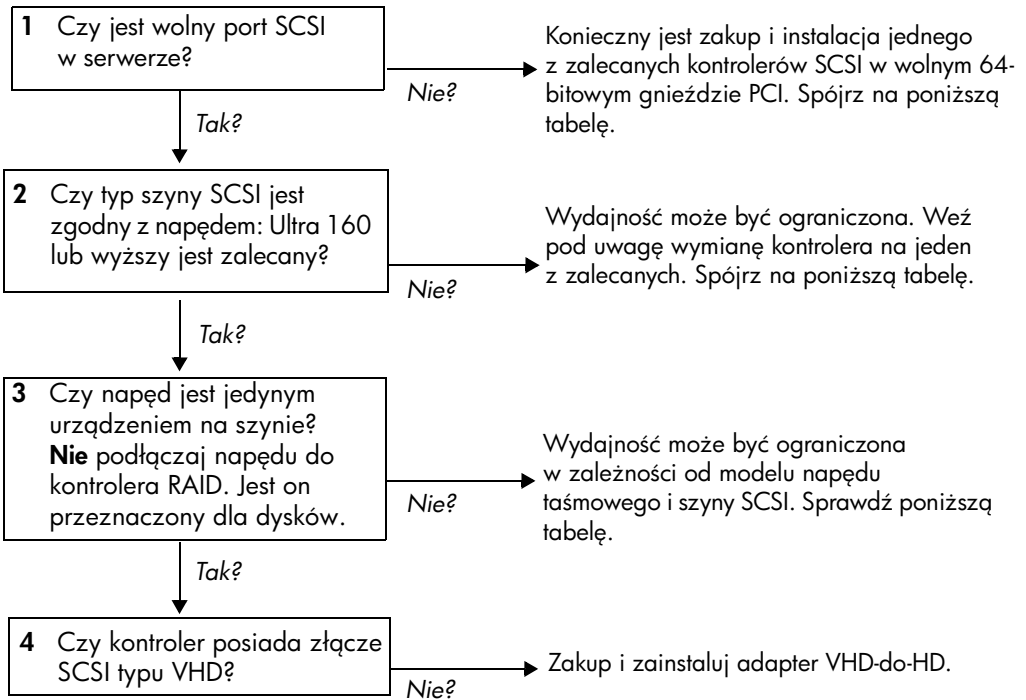 1 Czy jest wolny port SCSI
w serwerze?
Nie?
Konieczny jest zakup i instalacja jednego
z zalecanych kontrolerów SCSI w wolnym 64-
bitowym gnieździe PCI. Spójrz na poniższą
tabelę.
Tak?
2 Czy typ szyny SCSI jest
zgodny z napędem: Ultra 160
lub wyższy jest zalecany?
Nie?
Wydajność może być ograniczona. Weź
pod uwagę wymianę kontrolera na jeden
z zalecanych. Spójrz na poniższą tabelę.
Tak?
3 Czy napęd jest jedynym
urządzeniem na szynie?
Nie podłączaj napędu do
kontrolera RAID. Jest on
przeznaczony dla dysków.
Nie?
Wydajność może być ograniczona
w zależności od modelu napędu
taśmowego i szyny SCSI. Sprawdź poniższą
tabelę.
Tak?
4 Czy kontroler posiada złącze
SCSI typu VHD?
Nie?
Zakup i zainstaluj adapter VHD-do-HD.